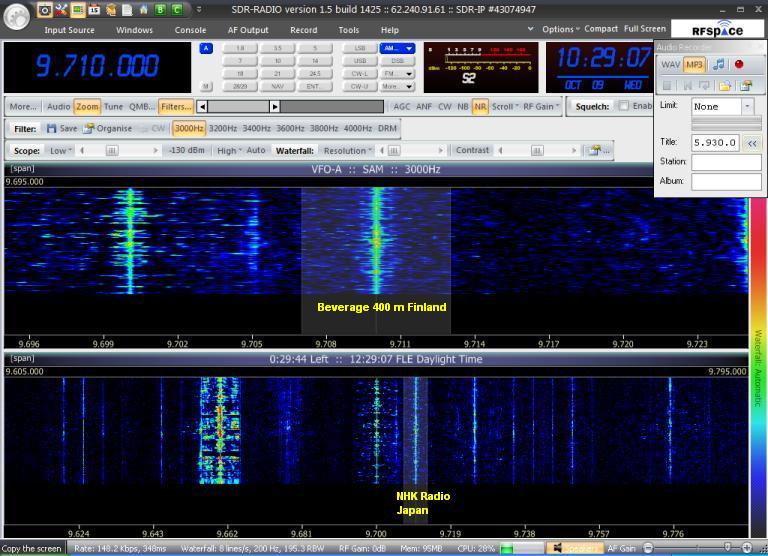 SDR-RADIO version 1.5 build 1425 :: 62.240.91.61 :: SDR-IP #43074947
Input Source Windows Console AF Output Record Tools Help Options Compact Full Screen
RFSPACE
9.710.000
A
M
1.8 3.5 5
7 10 14
18 21 24.5
28/29 NAV ENT...
LSB AM...
USB DSB
CW-L FM...
CW-U More...
S 1 3 5 7 9
S2
10:29:07
OCT 09 WED
Audio Recorder
WAV MP3
Limit: None
Title: 5.930.0 <<
Station:
Album:
More... Audio Zoom Tune QMB... Filters... AGC ANF CW NB NR Scroll RF Gain Squelch: Enab
Filter: Save Organise CW 3000Hz 3200Hz 3400Hz 3600Hz 3800Hz 4000Hz DRM
Scope: Low -130 dBm High Auto Waterfall: Resolution Contrast
[span] VFO-A :: SAM :: 3000Hz
9.695.000
Beverage 400 m Finland
9.696 9.699 9.702 9.705 9.708 9.711 9.714 9.717 9.720 9.723
[span] 0:29:44 Left :: 12:29:07 FLE Daylight Time
9.605.000 9.795.000
Waterfall: Automatic
NHK Radio
Japan
9.624 9.643 9.662 9.681 9.700 9.719 9.738 9.757 9.776
Copy the screen Rate: 148.2 Kbps, 348ms Waterfall: 8 lines/s, 200 Hz, 195.3 RBW RF Gain: 0dB Mem: 95MB CPU: 28% Speakers AF Gain